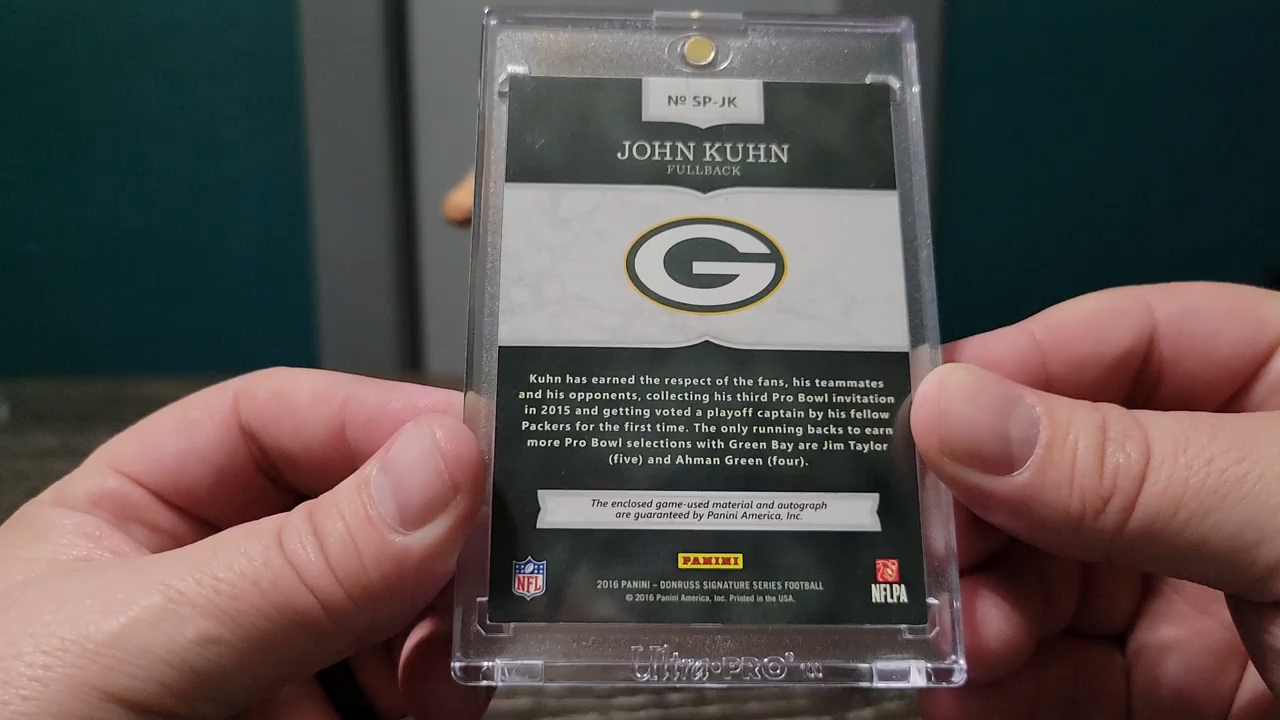 Nº SP-JK
JOHN KUHN
FULLBACK
G
Kuhn has earned the respect of the fans, his teammates
and his opponents, collecting his third Pro Bowl invitation
in 2015 and getting voted a playoff captain by his fellow
Packers for the first time. The only running backs to earn
more Pro Bowl selections with Green Bay are Jim Taylor
(five) and Ahman Green (four).
The enclosed game-used material and autograph
are guaranteed by Panini America, Inc.
PANINI
NFL
2016 PANINI – DONRUSS SIGNATURE SERIES FOOTBALL
© 2016 Panini America, Inc. Printed in the USA.
NFLPA
Ultra•PRO